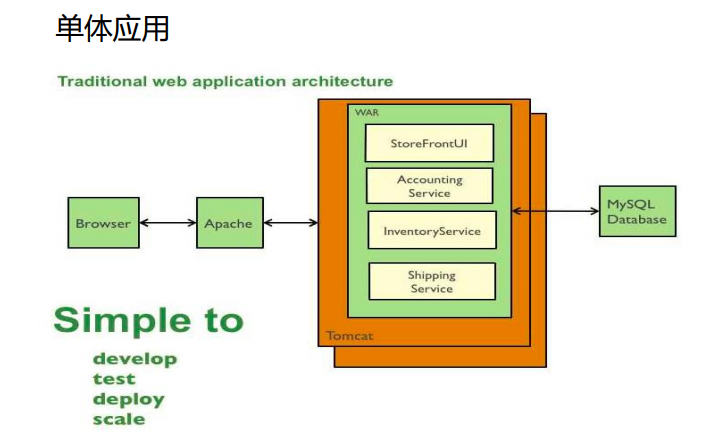 单体应用
Traditional web application architecture
WAR
StoreFrontUI
Accounting
Service
InventoryService
Shipping
Service
Browser
Apache
MySQL
Database
Tomcat
Simple to
develop
test
deploy
scale